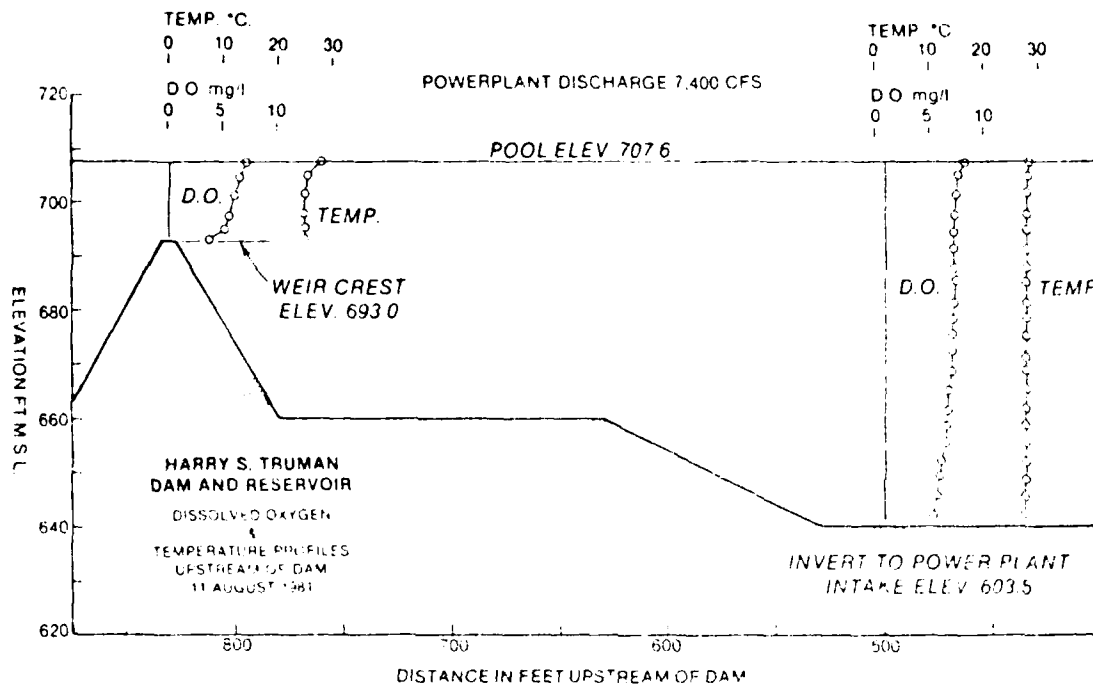 TEMP. °C.
0 10 20 30
D.O. mg/l
0 5 10
POWERPLANT DISCHARGE 7,400 CFS
TEMP. °C
0 10 30
D.O. mg/l
0 5 10
720
700
680
660
640
620
ELEVATION FT M.S.L.
POOL ELEV. 707.6
D.O.
TEMP.
WEIR CREST
ELEV. 693.0
D.O.
TEMP
HARRY S. TRUMAN
DAM AND RESERVOIR
DISSOLVED OXYGEN
&
TEMPERATURE PROFILES
UPSTREAM OF DAM
11 AUGUST 1981
INVERT TO POWER PLANT
INTAKE ELEV. 603.5
800 700 600 500
DISTANCE IN FEET UPSTREAM OF DAM